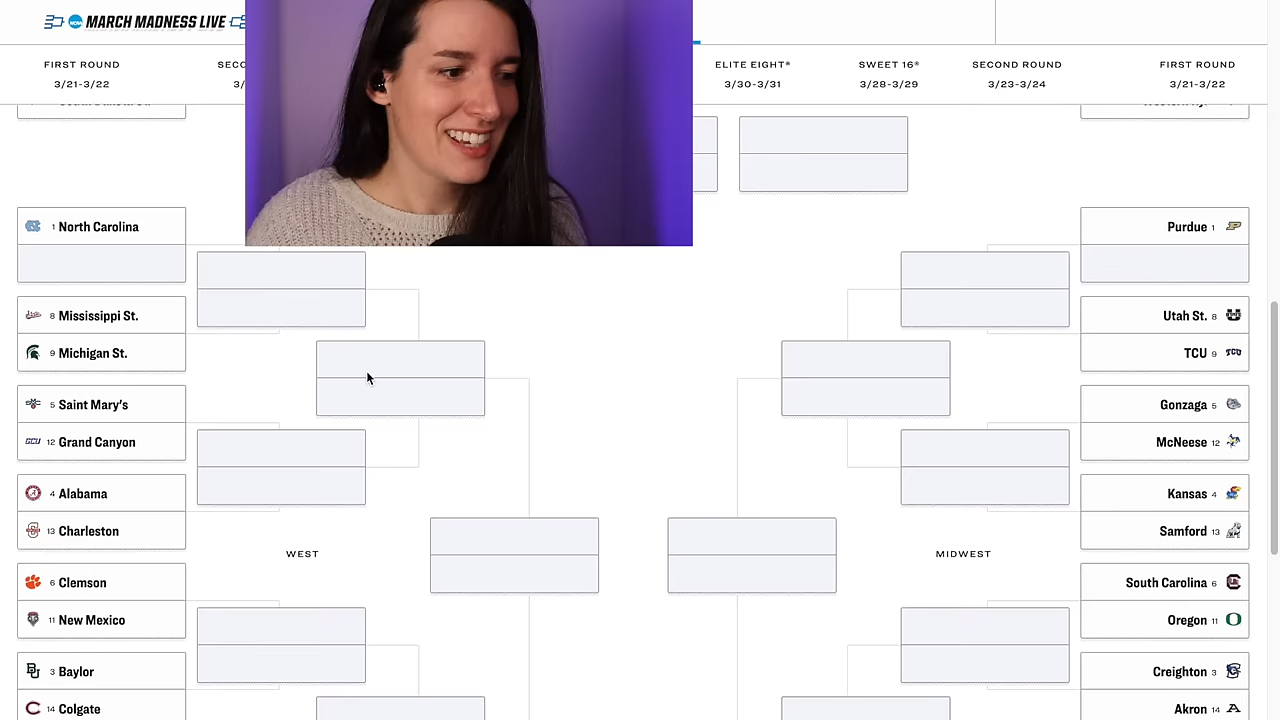 NCAA MARCH MADNESS LIVE
FIRST ROUND
3/21-3/22
SECO
3/
ELITE EIGHT®
3/30-3/31
SWEET 16®
3/28-3/29
SECOND ROUND
3/23-3/24
FIRST ROUND
3/21-3/22
1 North Carolina
8 Mississippi St.
9 Michigan St.
5 Saint Mary's
GCU 12 Grand Canyon
4 Alabama
13 Charleston
6 Clemson
11 New Mexico
3 Baylor
14 Colgate
WEST
MIDWEST
Purdue 1
Utah St. 8
TCU 9 TCU
Gonzaga 5
McNeese 12
Kansas 4
Samford 13
South Carolina 6
Oregon 11
Creighton 3
Akron 14